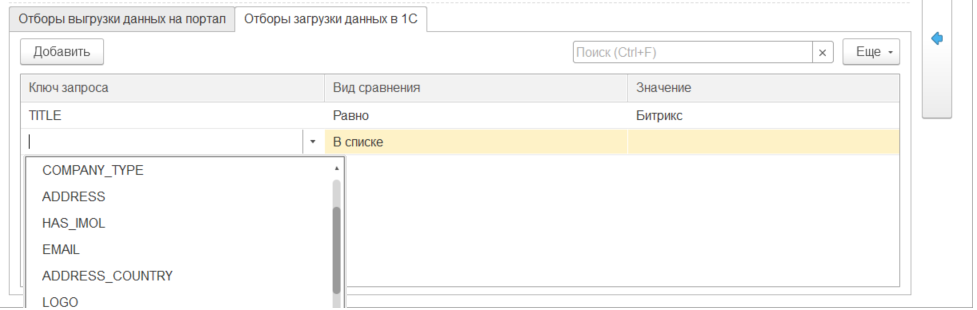 Отборы выгрузки данных на портал Отборы загрузки данных в 1С
Добавить Поиск (Ctrl+F) × Еще
Ключ запроса Вид сравнения Значение
TITLE Равно Битрикс
В списке
COMPANY_TYPE
ADDRESS
HAS_IMOL
EMAIL
ADDRESS_COUNTRY
LOGO